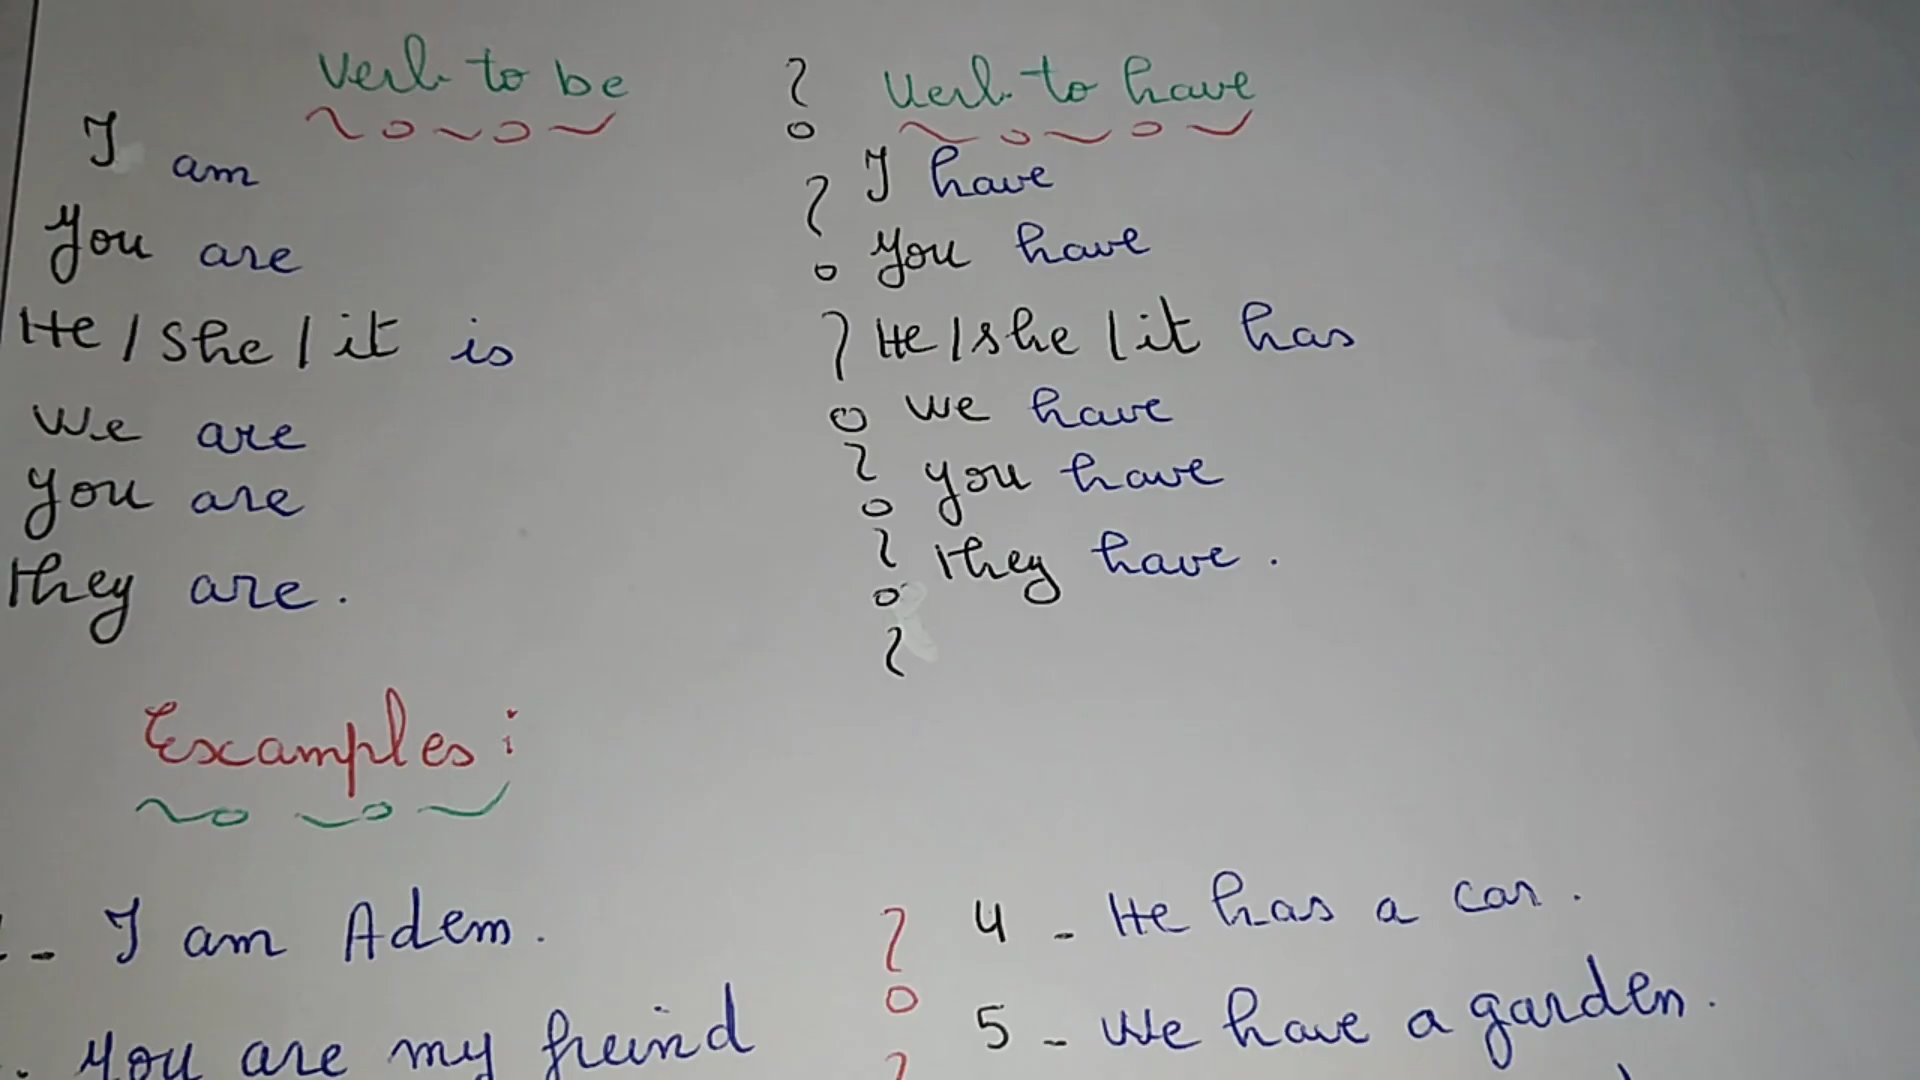 Verb to be
I am
You are
He / She / it is
We are
You are
They are.
Verb to have
I have
You have
He / she / it has
We have
you have
They have.
Examples:
- I am Adem.
. You are my freind
4 - He has a car.
5 - We have a garden.